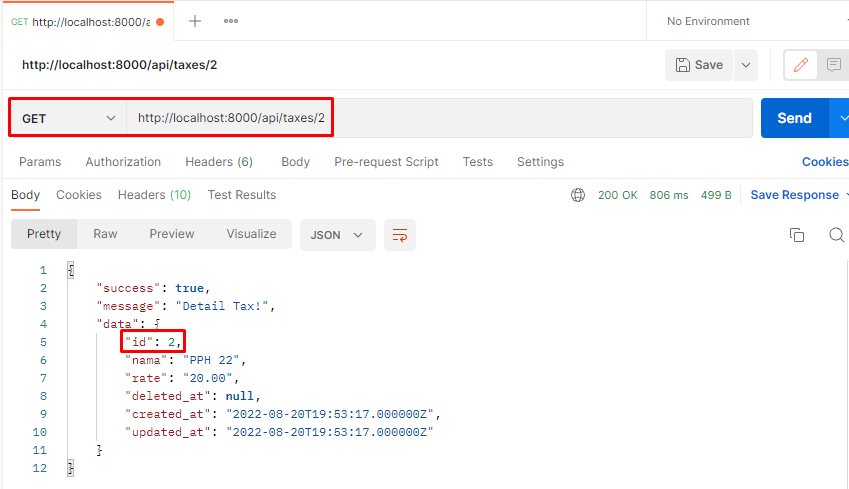 GET http://localhost:8000/a
No Environment
http://localhost:8000/api/taxes/2
Save
GET http://localhost:8000/api/taxes/2
Send
Params Authorization Headers (6) Body Pre-request Script Tests Settings Cookies
Body Cookies Headers (10) Test Results 200 OK 806 ms 499 B Save Response
Pretty Raw Preview Visualize JSON
1 {
2 "success": true,
3 "message": "Detail Tax!",
4 "data": {
5 "id": 2,
6 "nama": "PPH 22",
7 "rate": "20.00",
8 "deleted_at": null,
9 "created_at": "2022-08-20T19:53:17.000000Z",
10 "updated_at": "2022-08-20T19:53:17.000000Z"
11 }
12 }